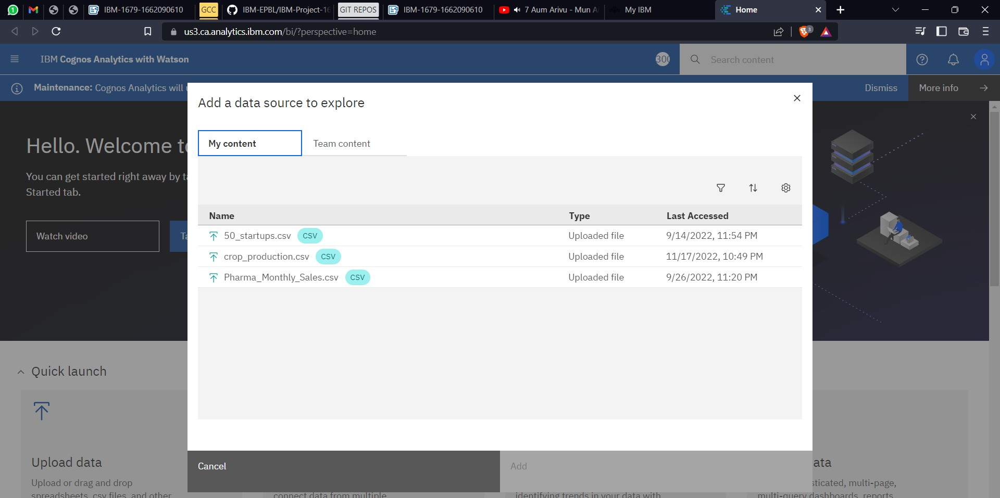 IBM-1679-1662090610
GCC
IBM-EPBL/IBM-Project-16
GIT REPOS
IBM-1679-1662090610
7 Aum Arivu - Mun A
My IBM
Home
us3.ca.analytics.ibm.com/bi/?perspective=home
3
IBM Cognos Analytics with Watson
300
Search content
Maintenance: Cognos Analytics will
Dismiss
More info
Add a data source to explore
My content
Team content
Hello. Welcome to
You can get started right away by
Started tab.
Watch video
Ta
Name Type Last Accessed
50_startups.csv CSV Uploaded file 9/14/2022, 11:54 PM
crop_production.csv CSV Uploaded file 11/17/2022, 10:49 PM
Pharma_Monthly_Sales.csv CSV Uploaded file 9/26/2022, 11:20 PM
Quick launch
Upload data
Upload or drag and drop
spreadsheets, csv files, and other
Cancel
Add
connect data from multiple
identifying trends in your data with
ata
sticated, multi-page,
multi-query dashboards, reports,